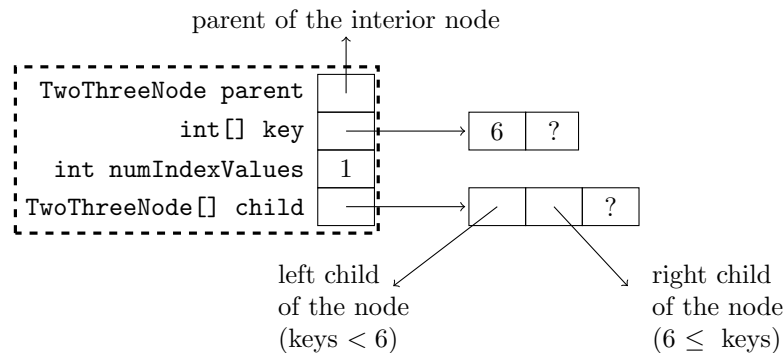 parent of the interior node
TwoThreeNode parent
int[] key
6 ?
int numIndexValues 1
TwoThreeNode[] child
?
left child
of the node
(keys < 6)
right child
of the node
(6 ≤ keys)